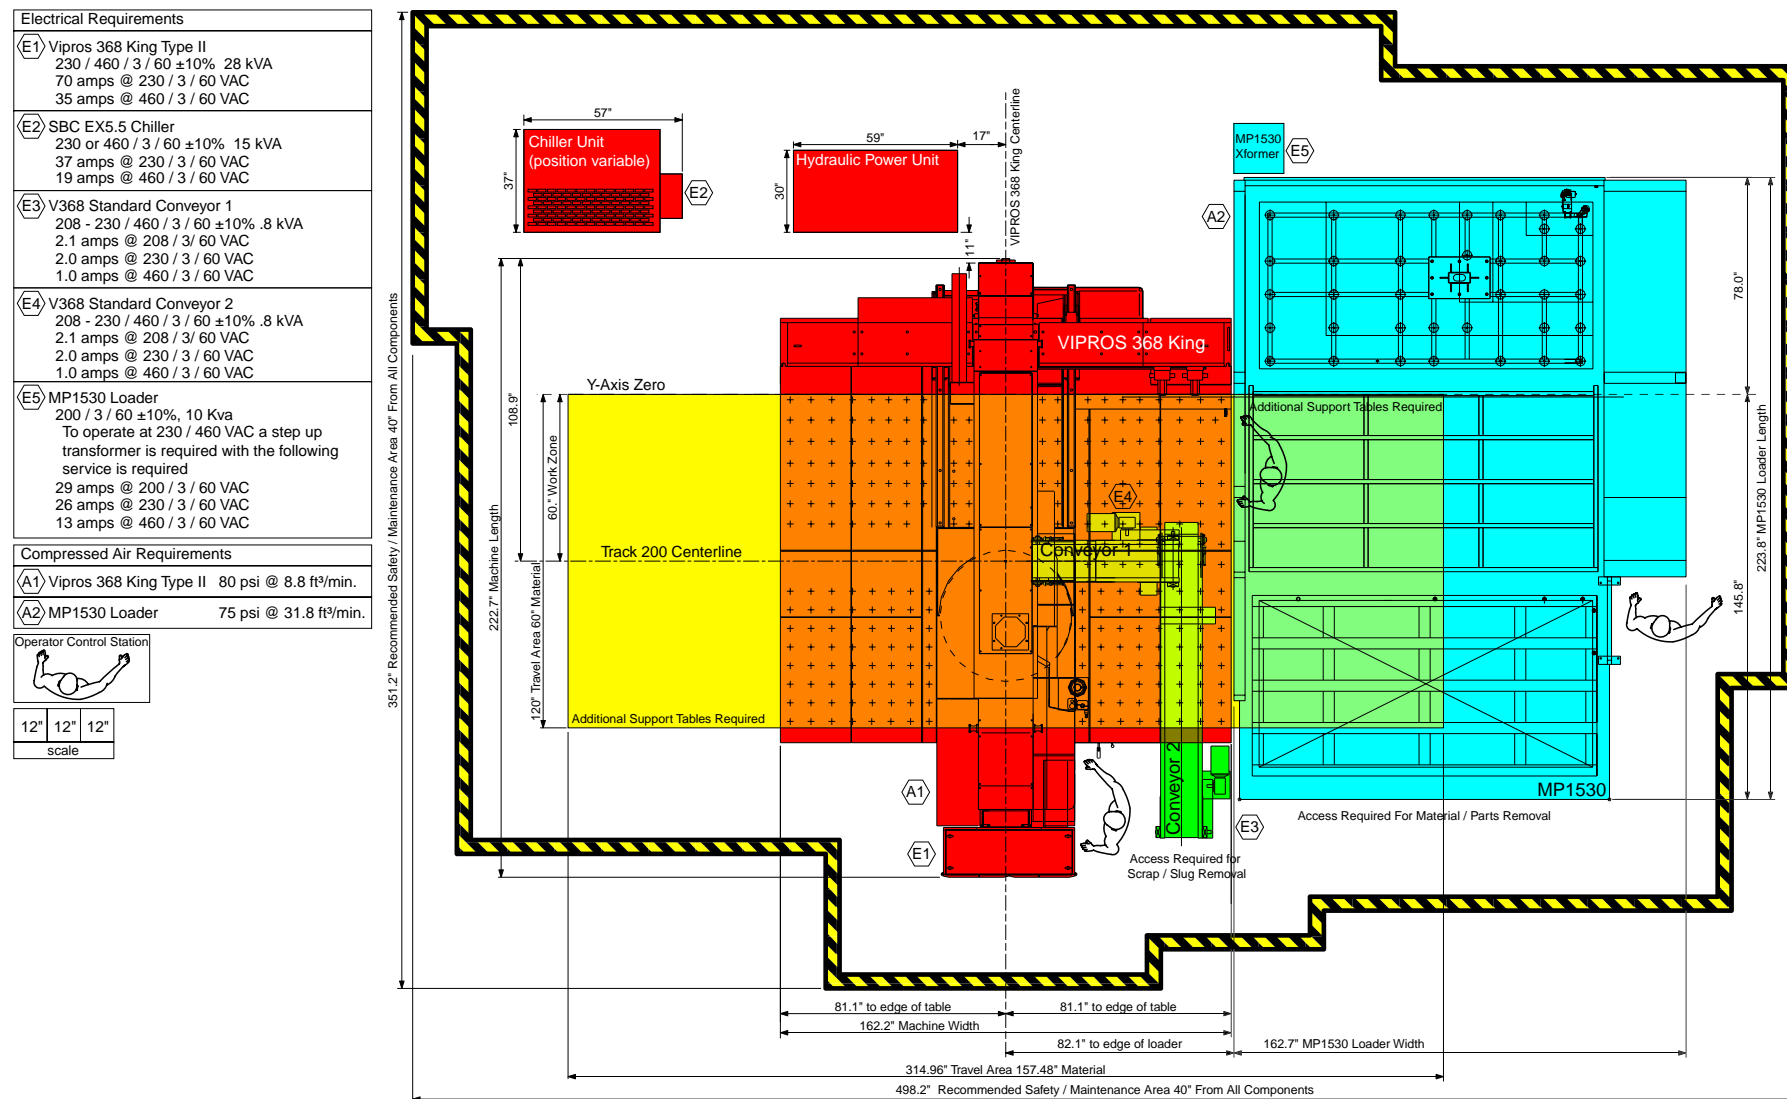 Electrical Requirements
E1 Vipros 368 King Type II
230 / 460 / 3 / 60 ±10%  28 kVA
70 amps @ 230 / 3 / 60 VAC
35 amps @ 460 / 3 / 60 VAC
E2 SBC EX5.5 Chiller
230 or 460 / 3 / 60 ±10%  15 kVA
37 amps @ 230 / 3 / 60 VAC
19 amps @ 460 / 3 / 60 VAC
E3 V368 Standard Conveyor 1
208 - 230 / 460 / 3 / 60 ±10% .8 kVA
2.1 amps @ 208 / 3/ 60 VAC
2.0 amps @ 230 / 3 / 60 VAC
1.0 amps @ 460 / 3 / 60 VAC
E4 V368 Standard Conveyor 2
208 - 230 / 460 / 3 / 60 ±10% .8 kVA
2.1 amps @ 208 / 3/ 60 VAC
2.0 amps @ 230 / 3 / 60 VAC
1.0 amps @ 460 / 3 / 60 VAC
E5 MP1530 Loader
200 / 3 / 60 ±10%, 10 Kva
To operate at 230 / 460 VAC a step up
transformer is required with the following
service is required
29 amps @ 200 / 3 / 60 VAC
26 amps @ 230 / 3 / 60 VAC
13 amps @ 460 / 3 / 60 VAC
Compressed Air Requirements
A1 Vipros 368 King Type II 80 psi @ 8.8 ft³/min.
A2 MP1530 Loader 75 psi @ 31.8 ft³/min.
Operator Control Station
12" 12" 12"
scale
351.2" Recommended Safety / Maintenance Area 40" From All Components
57"
37"
Chiller Unit
(position variable)
E2
59"
17"
30"
Hydraulic Power Unit
11"
VIPROS 368 King Centerline
MP1530
Xformer
E5
A2
VIPROS 368 King
78.0"
Y-Axis Zero
108.9"
222.7" Machine Length
60." Work Zone
120" Travel Area 60" Material
Track 200 Centerline
Additional Support Tables Required
Additional Support Tables Required
E4
Conveyor 1
Conveyor 2
223.8" MP1530 Loader Length
145.8"
MP1530
A1
E1
E3
Access Required For Material / Parts Removal
Access Required for
Scrap / Slug Removal
81.1" to edge of table
81.1" to edge of table
162.2" Machine Width
82.1" to edge of loader
162.7" MP1530 Loader Width
314.96" Travel Area 157.48" Material
498.2"  Recommended Safety / Maintenance Area 40" From All Components